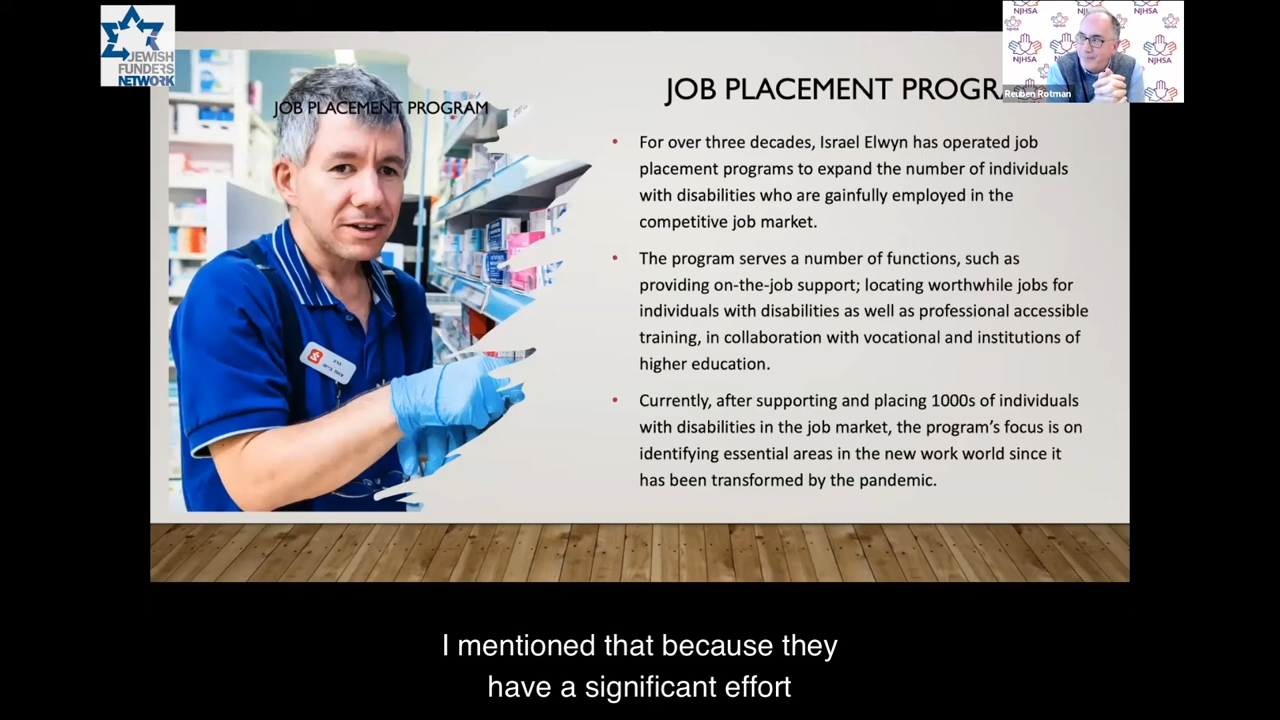 JEWISH
FUNDERS
NETWORK
NJHSA
NJHSA
NJHSA
Reuben Rotman
JOB PLACEMENT PROGRAM
JOB PLACEMENT PROGRA
• For over three decades, Israel Elwyn has operated job
placement programs to expand the number of individuals
with disabilities who are gainfully employed in the
competitive job market.
• The program serves a number of functions, such as
providing on-the-job support; locating worthwhile jobs for
individuals with disabilities as well as professional accessible
training, in collaboration with vocational and institutions of
higher education.
• Currently, after supporting and placing 1000s of individuals
with disabilities in the job market, the program’s focus is on
identifying essential areas in the new work world since it
has been transformed by the pandemic.
I mentioned that because they
have a significant effort